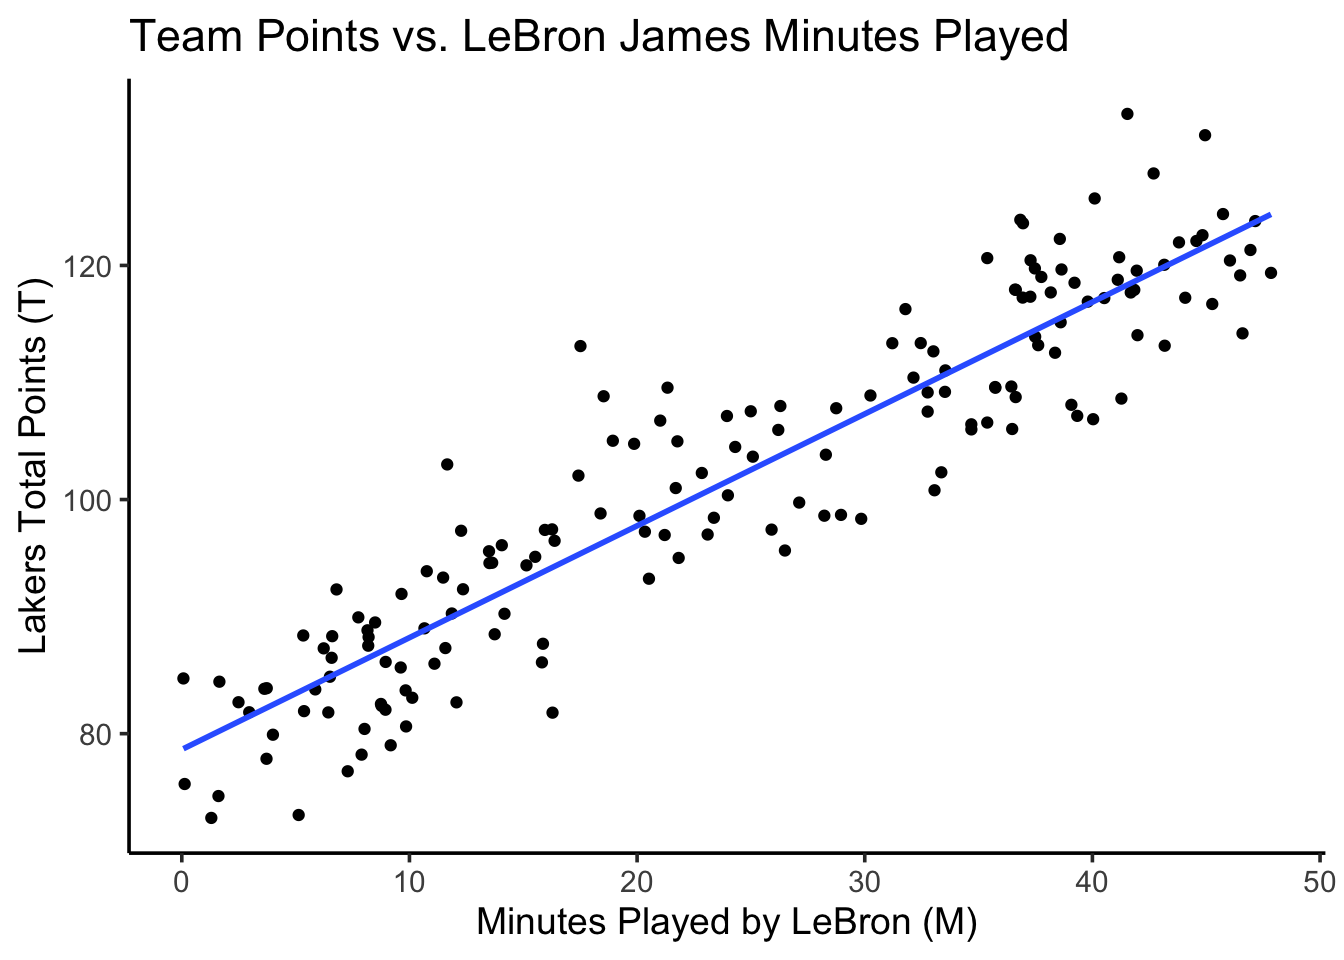 Team Points vs. LeBron James Minutes Played
Lakers Total Points (T)
120
100
80
0 10 20 30 40 50
Minutes Played by LeBron (M)